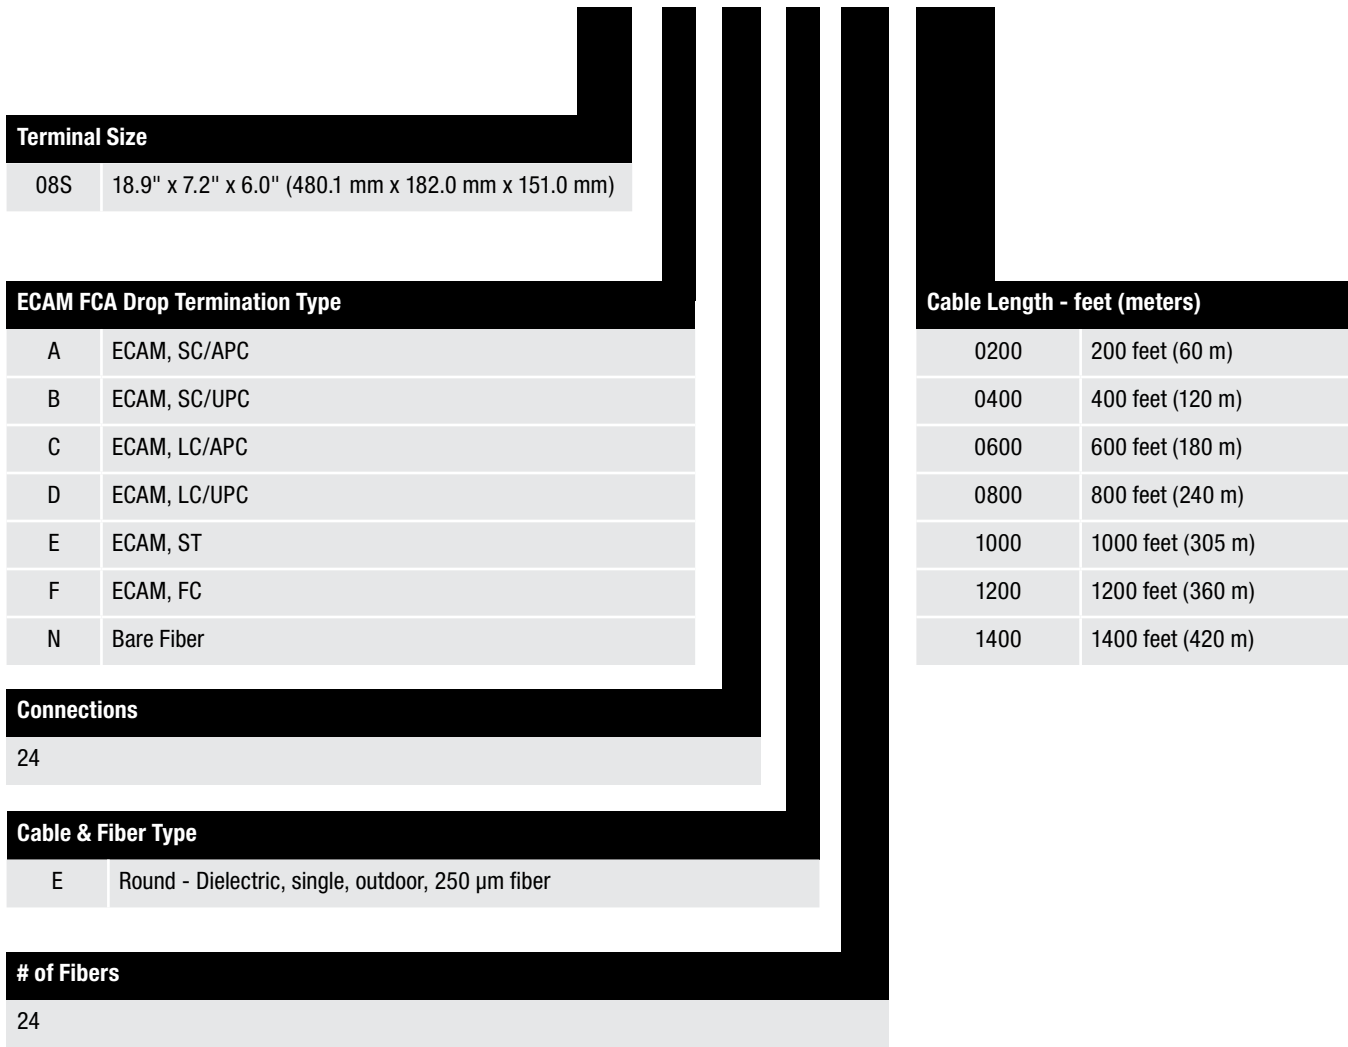 Terminal Size
08S 18.9" x 7.2" x 6.0" (480.1 mm x 182.0 mm x 151.0 mm)
ECAM FCA Drop Termination Type
A ECAM, SC/APC
B ECAM, SC/UPC
C ECAM, LC/APC
D ECAM, LC/UPC
E ECAM, ST
F ECAM, FC
N Bare Fiber
Cable Length - feet (meters)
0200 200 feet (60 m)
0400 400 feet (120 m)
0600 600 feet (180 m)
0800 800 feet (240 m)
1000 1000 feet (305 m)
1200 1200 feet (360 m)
1400 1400 feet (420 m)
Connections
24
Cable & Fiber Type
E Round - Dielectric, single, outdoor, 250 µm fiber
# of Fibers
24